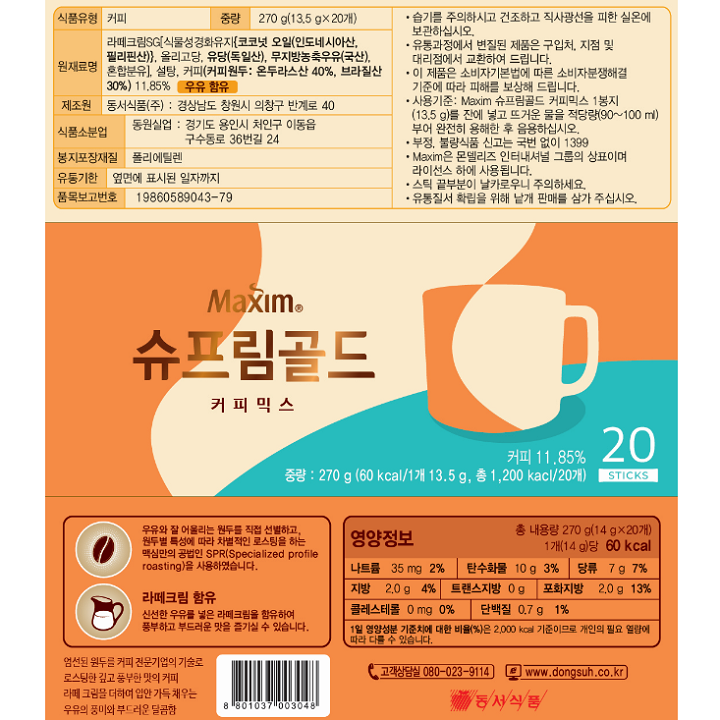 식품유형 커피 중량 270 g(13.5 g×20개)
원재료명 라떼크림SG[식물성경화유지{코코넛 오일(인도네시아산,
필리핀산)}, 올리고당, 유당(독일산), 무지방농축우유(국산),
혼합분유], 설탕, 커피(커피원두: 온두라스산 40%, 브라질산
30%) 11.85% 우유 함유
제조원 동서식품(주) : 경상남도 창원시 의창구 반계로 40
식품소분업 동원실업 : 경기도 용인시 처인구 이동읍
구수동로 36번길 24
봉지포장재질 폴리에틸렌
유통기한 옆면에 표시된 일자까지
품목보고번호 19860589043-79
• 습기를 주의하시고 건조하고 직사광선을 피한 실온에
보관하십시오.
• 유통과정에서 변질된 제품은 구입처, 지점 및
대리점에서 교환하여 드립니다.
• 이 제품은 소비자기본법에 따른 소비자분쟁해결
기준에 따라 피해를 보상해 드립니다.
• 사용기준: Maxim 슈프림골드 커피믹스 1봉지
(13.5 g)를 잔에 넣고 뜨거운 물을 적당량(90~100 ml)
부어 완전히 용해한 후 음용하십시오.
• 부정, 불량식품 신고는 국번 없이 1399
• Maxim은 몬델리즈 인터내셔널 그룹의 상표이며
라이선스 하에 사용됩니다.
• 스틱 끝부분이 날카로우니 주의하세요.
• 유통질서 확립을 위해 낱개 판매를 삼가 주십시오.
Maxim®
슈프림골드
커피믹스
커피 11.85%
중량 : 270 g (60 kcal/1개 13.5 g, 총 1,200 kacl/20개)
20
STICKS
우유와 잘 어울리는 원두를 직접 선별하고,
원두별 특성에 따라 차별적인 로스팅을 하는
맥심만의 공법인 SPR(Specialized profile
roasting)을 사용하였습니다.
라떼크림 함유
신선한 우유를 넣은 라떼크림을 함유하여
풍부하고 부드러운 맛을 즐기실 수 있습니다.
영양정보
총 내용량 270 g(14 g×20개)
1개(14 g)당 60 kcal
나트륨 35 mg 2% 탄수화물 10 g 3% 당류 7 g 7%
지방 2.0 g 4% 트랜스지방 0 g 포화지방 2.0 g 13%
콜레스테롤 0 mg 0% 단백질 0.7 g 1%
1일 영양성분 기준치에 대한 비율(%)은 2,000 kcal 기준이므로 개인의 필요 열량에
따라 다를 수 있습니다.
엄선된 원두를 커피 전문기업의 기술로
로스팅한 깊고 풍부한 맛의 커피
라떼 크림을 더하여 입안 가득 채우는
우유의 풍미와 부드러운 달콤함
8 801037 003048
고객상담실 080-023-9114
www.dongsuh.co.kr
동서식품